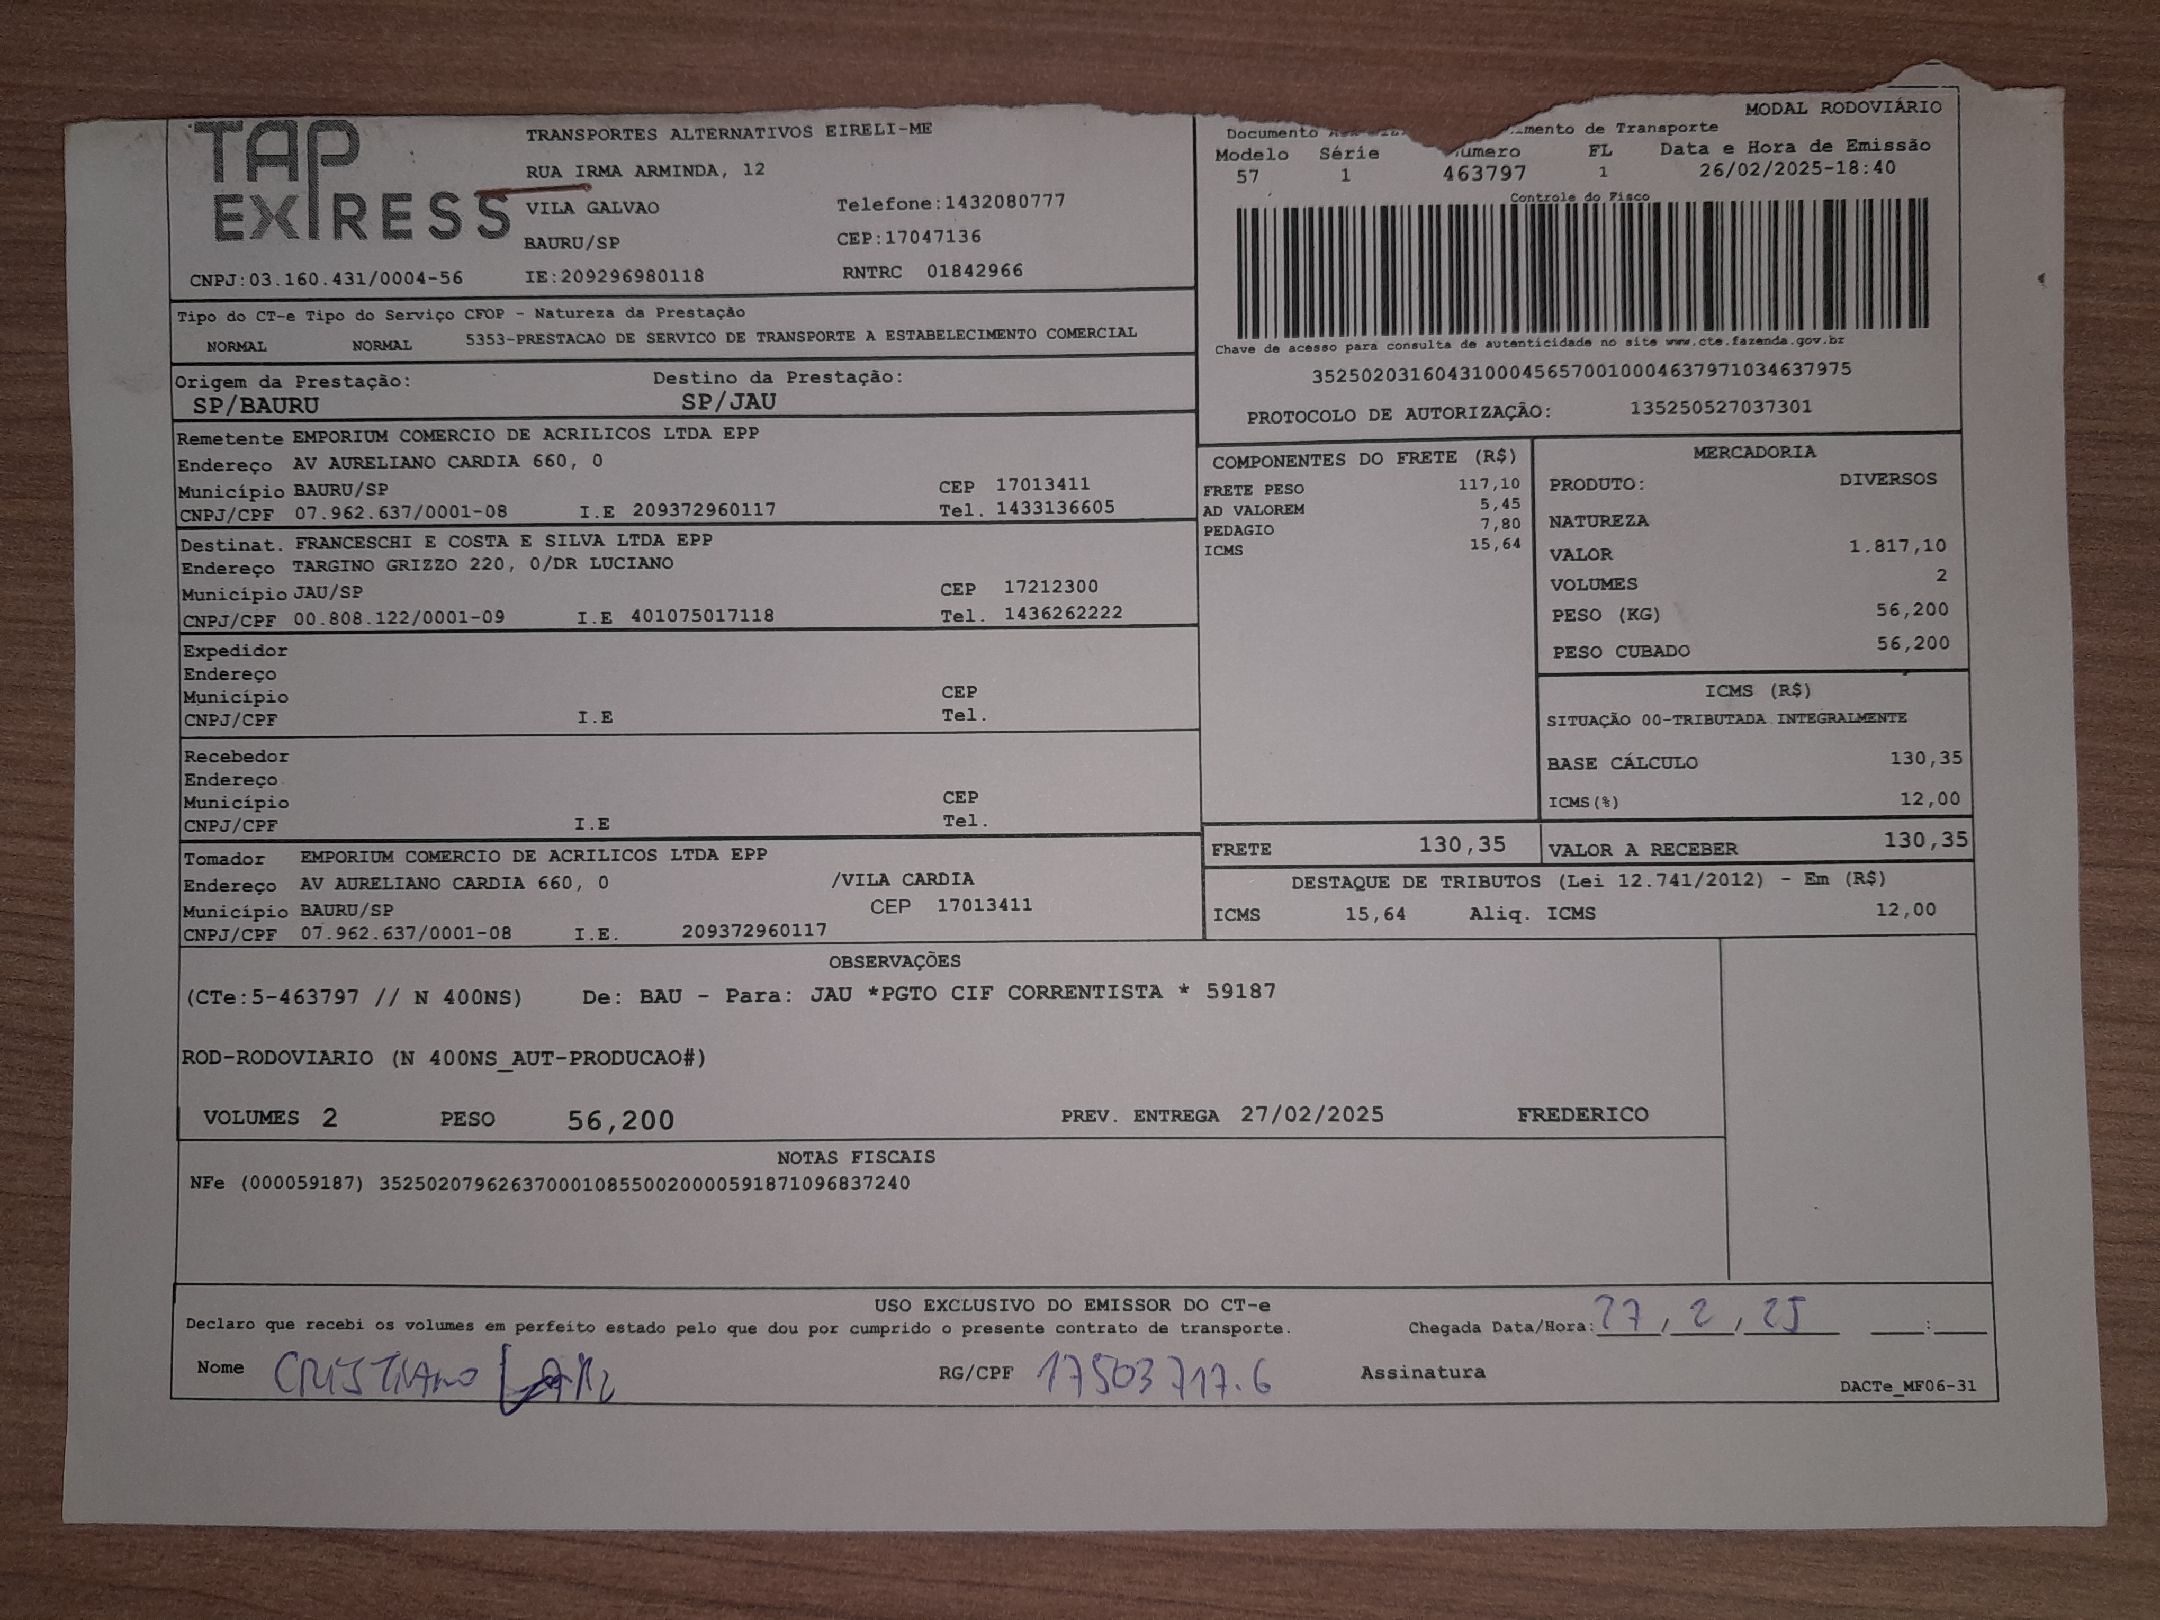 TAP
EXPRESS
TRANSPORTES ALTERNATIVOS EIRELI-ME
RUA IRMA ARMINDA, 12
VILA GALVAO Telefone:1432080777
BAURU/SP CEP:17047136
CNPJ:03.160.431/0004-56 IE:209296980118 RNTRC 01842966
MODAL RODOVIÁRIO
Documento de Transporte
Modelo Série FL Data e Hora de Emissão
57 1 463797 1 26/02/2025-18:40
Controle do Fisco
Chave de acesso para consulta de autenticidade no site www.cte.fazenda.gov.br
35250203160431000456570010004637971034637975
PROTOCOLO DE AUTORIZAÇÃO: 135250527037301
Tipo do CT-e Tipo do Serviço CFOP - Natureza da Prestação
NORMAL NORMAL 5353-PRESTACAO DE SERVICO DE TRANSPORTE A ESTABELECIMENTO COMERCIAL
Origem da Prestação: Destino da Prestação:
SP/BAURU SP/JAU
Remetente EMPORIUM COMERCIO DE ACRILICOS LTDA EPP
Endereço AV AURELIANO CARDIA 660, 0
Município BAURU/SP CEP 17013411
CNPJ/CPF 07.962.637/0001-08 I.E 209372960117 Tel. 1433136605
Destinat. FRANCESCHI E COSTA E SILVA LTDA EPP
Endereço TARGINO GRIZZO 220, 0/DR LUCIANO
Município JAU/SP CEP 17212300
CNPJ/CPF 00.808.122/0001-09 I.E 401075017118 Tel. 1436262222
Expedidor
Endereço
Município CEP
CNPJ/CPF I.E Tel.
Recebedor
Endereço
Município CEP
CNPJ/CPF I.E Tel.
Tomador EMPORIUM COMERCIO DE ACRILICOS LTDA EPP
Endereço AV AURELIANO CARDIA 660, 0 /VILA CARDIA
Município BAURU/SP CEP 17013411
CNPJ/CPF 07.962.637/0001-08 I.E. 209372960117
COMPONENTES DO FRETE (R$)
FRETE PESO 117,10
AD VALOREM 5,45
PEDAGIO 7,80
ICMS 15,64
MERCADORIA
PRODUTO: DIVERSOS
NATUREZA
VALOR 1.817,10
VOLUMES 2
PESO (KG) 56,200
PESO CUBADO 56,200
ICMS (R$)
SITUAÇÃO 00-TRIBUTADA INTEGRALMENTE
BASE CÁLCULO 130,35
ICMS(%) 12,00
FRETE 130,35 VALOR A RECEBER 130,35
DESTAQUE DE TRIBUTOS (Lei 12.741/2012) - Em (R$)
ICMS 15,64 Aliq. ICMS 12,00
OBSERVAÇÕES
(CTe:5-463797 // N 400NS) De: BAU - Para: JAU *PGTO CIF CORRENTISTA * 59187
ROD-RODOVIARIO (N 400NS_AUT-PRODUCAO#)
VOLUMES 2 PESO 56,200 PREV. ENTREGA 27/02/2025 FREDERICO
NOTAS FISCAIS
NFe (000059187) 35250207962637000108550020000591871096837240
USO EXCLUSIVO DO EMISSOR DO CT-e
Declaro que recebi os volumes em perfeito estado pelo que dou por cumprido o presente contrato de transporte. Chegada Data/Hora: 27, 2, 25 __:__
Nome CRISTIANO RG/CPF 17503717.6 Assinatura
DACTe_MF06-31